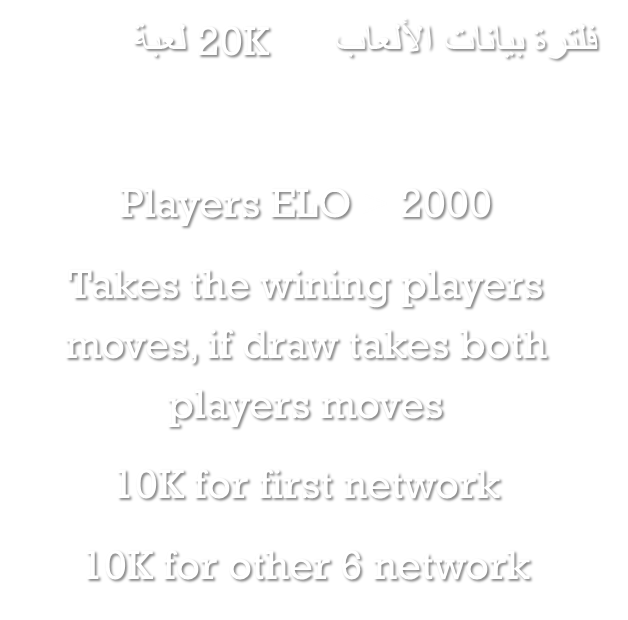 فلترة بيانات الألعاب 20K لعبة
Players ELO 2000
Takes the wining players
moves, if draw takes both
players moves
10K for first network
10K for other 6 network